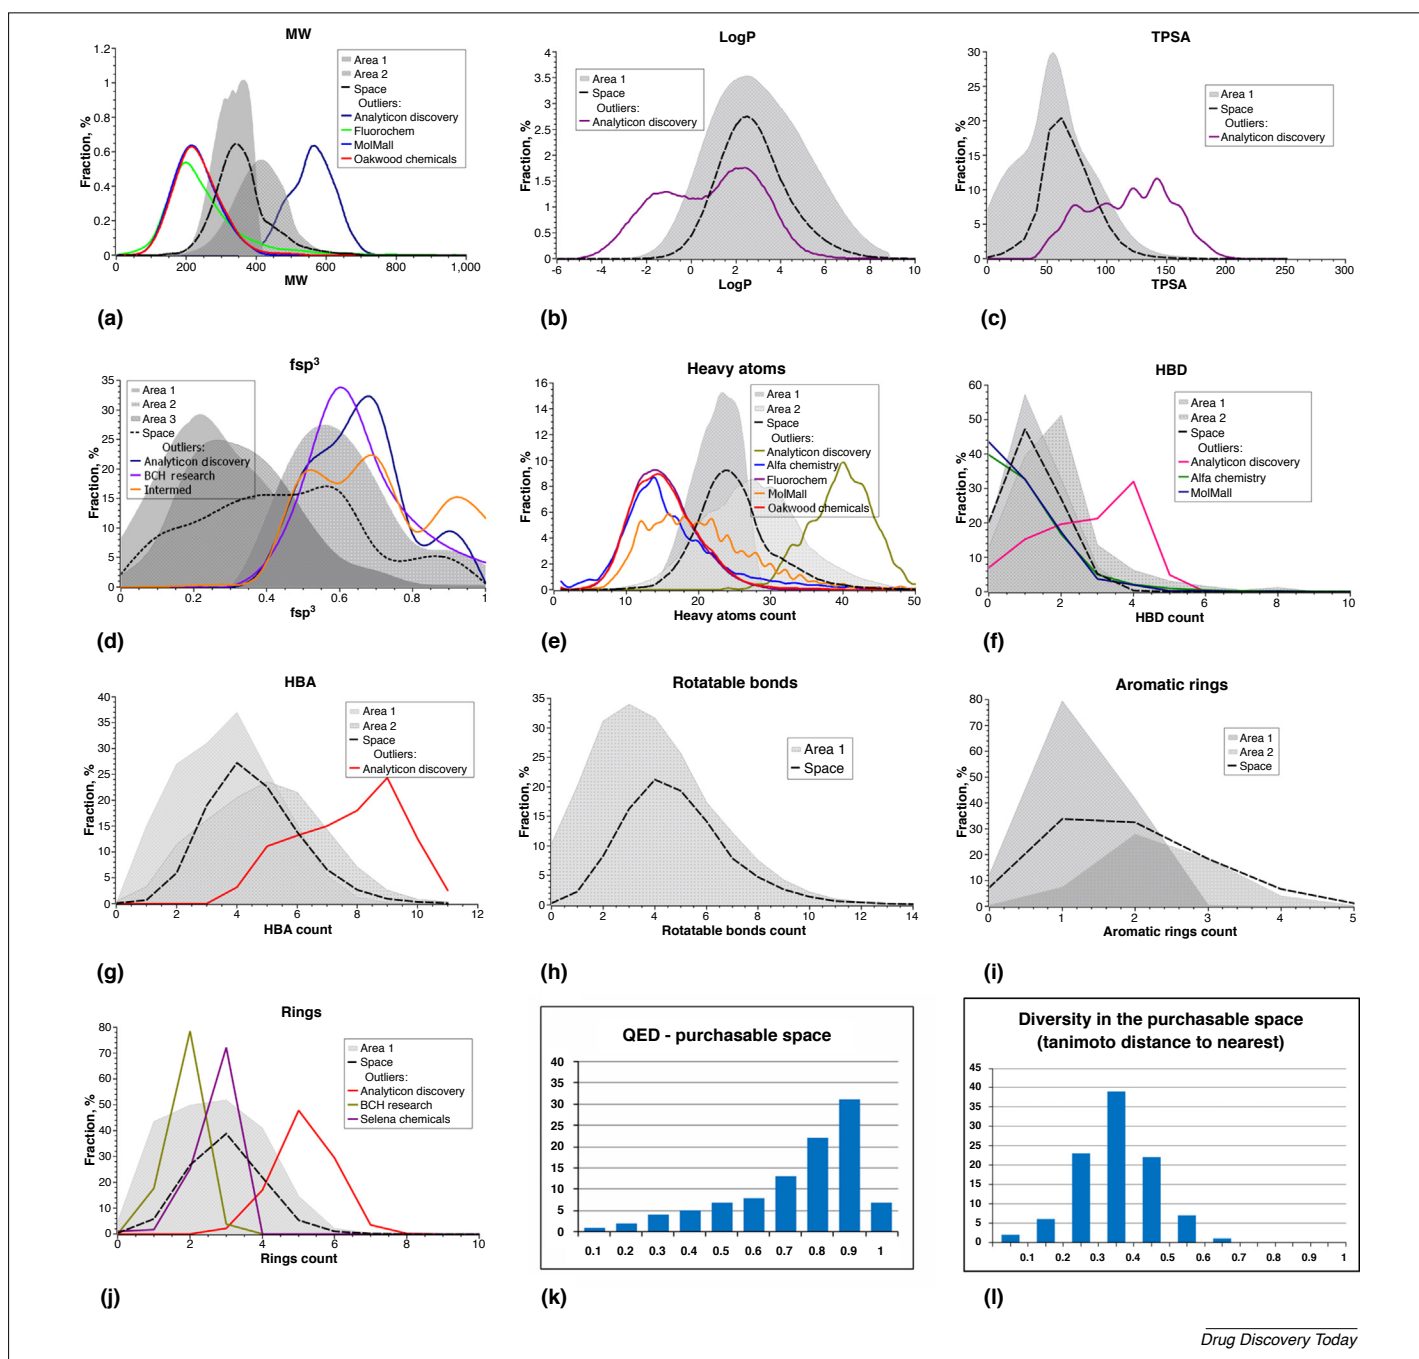 MW
Fraction, %
1.2
1
0.8
0.6
0.4
0.2
0
Area 1
Area 2
Space
Outliers:
Analyticon discovery
Fluorochem
MolMall
Oakwood chemicals
0 200 400 600 800 1,000
MW
(a)
LogP
Fraction, %
4
3.5
3
2.5
2
1.5
1
0.5
0
Area 1
Space
Outliers:
Analyticon discovery
-6 -4 -2 0 2 4 6 8 10
LogP
(b)
TPSA
Fraction, %
30
25
20
15
10
5
0
Area 1
Space
Outliers:
Analyticon discovery
0 50 100 150 200 250 300
TPSA
(c)
fsp³
Fraction, %
35
30
25
20
15
10
5
0
Area 1
Area 2
Area 3
Space
Outliers:
Analyticon discovery
BCH research
Intermed
0 0.2 0.4 0.6 0.8 1
fsp³
(d)
Heavy atoms
Fraction, %
16
14
12
10
8
6
4
2
0
Area 1
Area 2
Space
Outliers:
Analyticon discovery
Alfa chemistry
Fluorochem
MolMall
Oakwood chemicals
0 10 20 30 40 50
Heavy atoms count
(e)
HBD
Fraction, %
60
50
40
30
20
10
0
Area 1
Area 2
Space
Outliers:
Analyticon discovery
Alfa chemistry
MolMall
0 2 4 6 8 10
HBD count
(f)
HBA
Fraction, %
40
35
30
25
20
15
10
5
0
Area 1
Area 2
Space
Outliers:
Analyticon discovery
0 2 4 6 8 10 12
HBA count
(g)
Rotatable bonds
Fraction, %
35
30
25
20
15
10
5
0
Area 1
Space
0 2 4 6 8 10 12 14
Rotatable bonds count
(h)
Aromatic rings
Fraction, %
80
70
60
50
40
30
20
10
0
Area 1
Area 2
Space
0 1 2 3 4 5
Aromatic rings count
(i)
Rings
Fraction, %
80
70
60
50
40
30
20
10
0
Area 1
Space
Outliers:
Analyticon discovery
BCH research
Selena chemicals
0 2 4 6 8 10
Rings count
(j)
QED - purchasable space
40
35
30
25
20
15
10
5
0
0.1 0.2 0.3 0.4 0.5 0.6 0.7 0.8 0.9 1
(k)
Diversity in the purchasable space
(tanimoto distance to nearest)
45
40
35
30
25
20
15
10
5
0
0.1 0.2 0.3 0.4 0.5 0.6 0.7 0.8 0.9 1
(l)
Drug Discovery Today